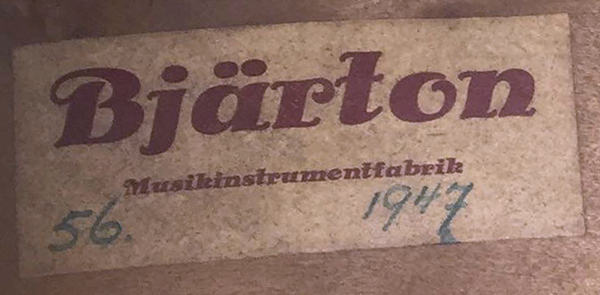 Bjärton
Musikinstrumentfabrik
56. 1947